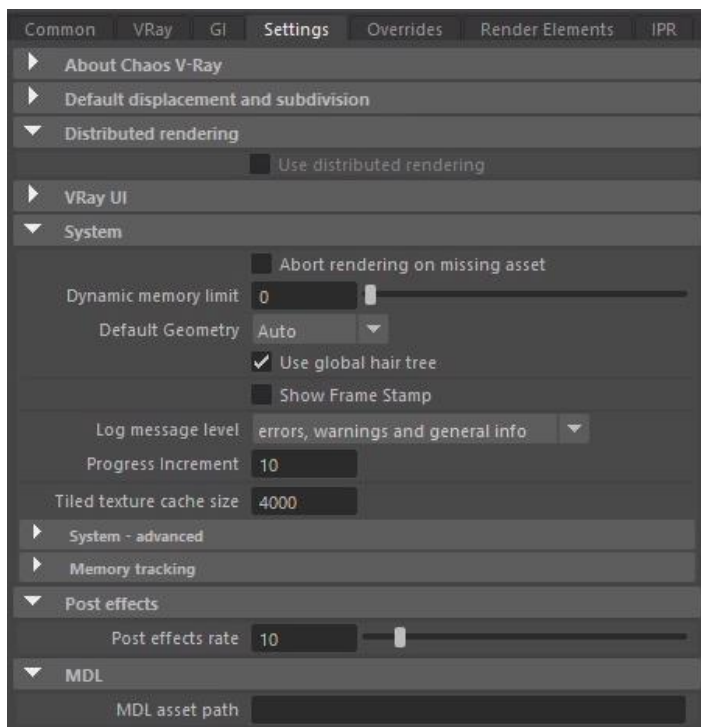 Common VRay GI Settings Overrides Render Elements IPR
About Chaos V-Ray
Default displacement and subdivision
Distributed rendering
Use distributed rendering
VRay UI
System
Abort rendering on missing asset
Dynamic memory limit 0
Default Geometry Auto
Use global hair tree
Show Frame Stamp
Log message level errors, warnings and general info
Progress Increment 10
Tiled texture cache size 4000
System - advanced
Memory tracking
Post effects
Post effects rate 10
MDL
MDL asset path